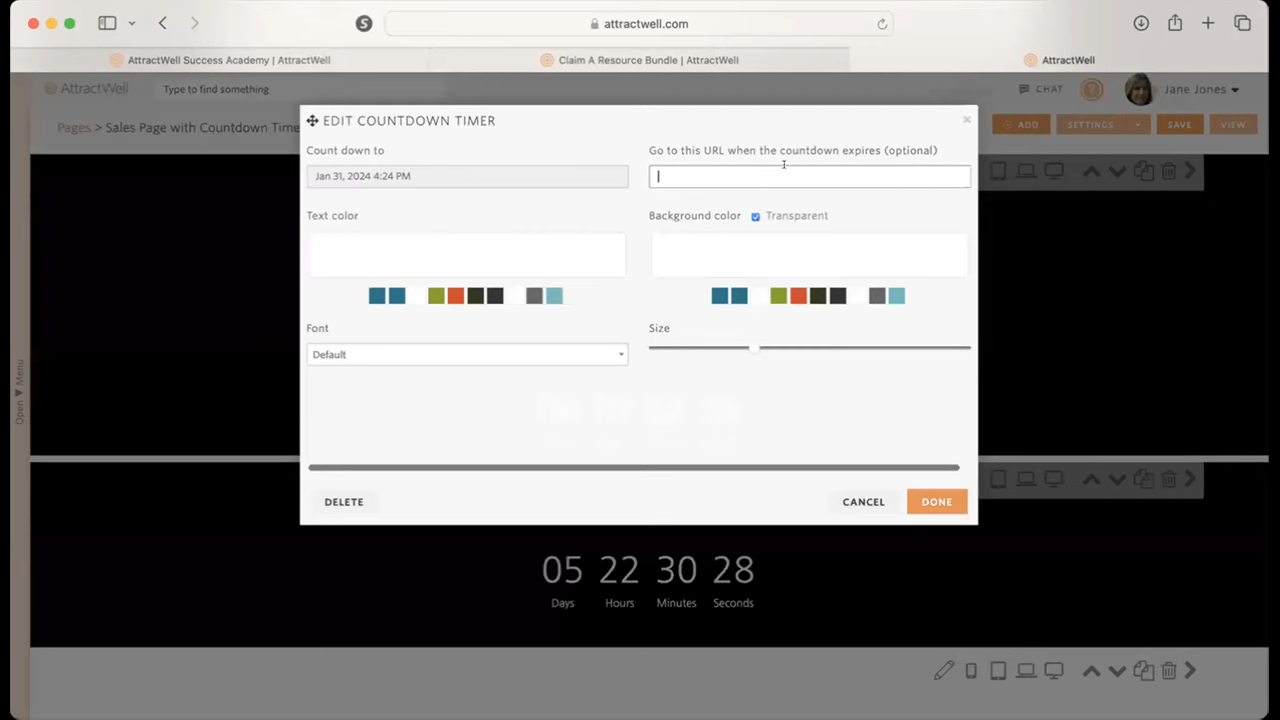 attractwell.com
AttractWell Success Academy | AttractWell
Claim A Resource Bundle | AttractWell
AttractWell
AttractWell
Type to find something
CHAT
?
Jane Jones
Pages > Sales Page with Countdown Time
ADD
SETTINGS
SAVE
VIEW
EDIT COUNTDOWN TIMER
×
Count down to
Go to this URL when the countdown expires (optional)
Jan 31, 2024 4:24 PM
Text color
Background color
Transparent
Font
Size
Default
DELETE
CANCEL
DONE
Open Menu
05 22 30 28
Days Hours Minutes Seconds